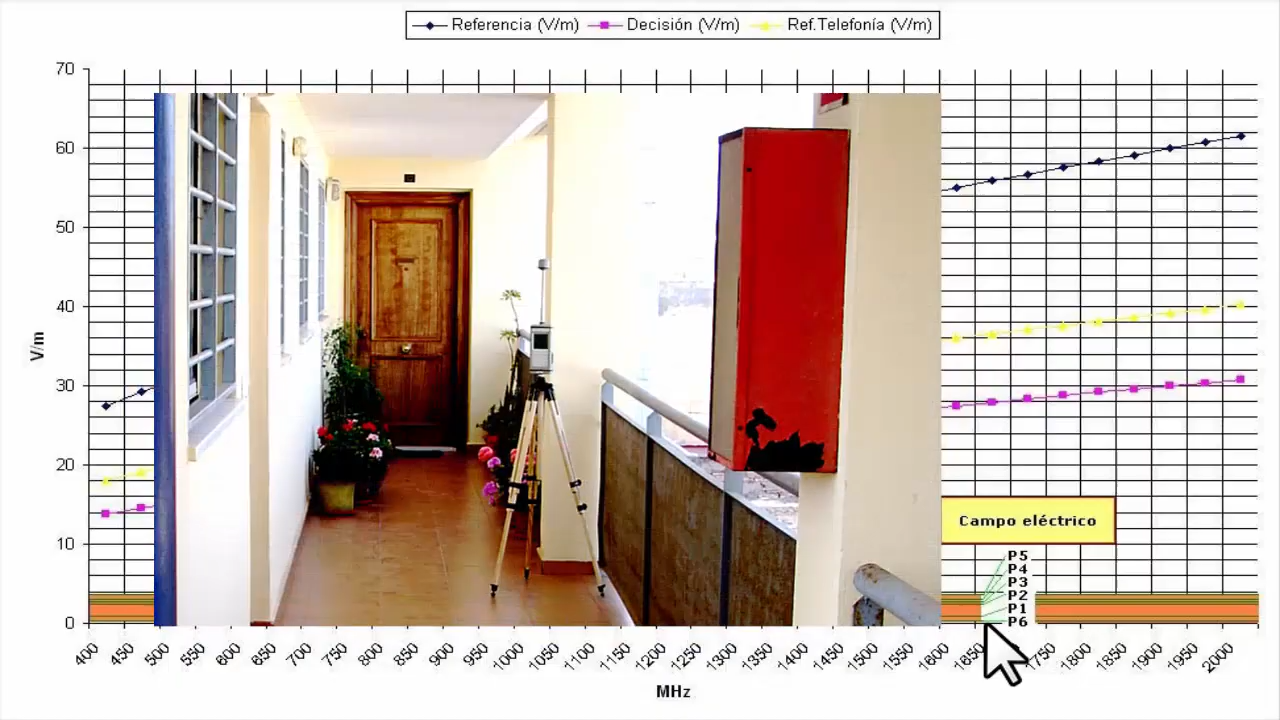 Referencia (V/m) Decisión (V/m) Ref.Telefonía (V/m)
70
60
50
40
30
20
10
0
V/m
Campo eléctrico
P5
P4
P3
P2
P1
P6
400 450 500 550 600 650 700 750 800 850 900 950 1000 1050 1100 1150 1200 1250 1300 1350 1400 1450 1500 1550 1600 1650 1750 1800 1850 1900 1950 2000
MHz